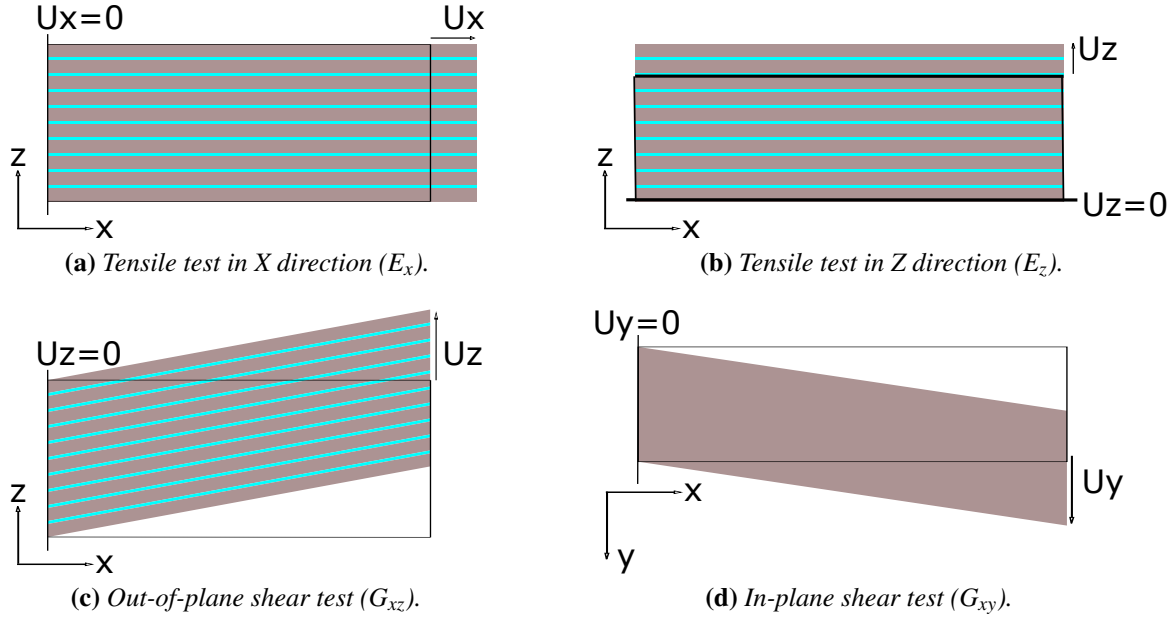 Ux=0
Ux
z
x
(a) Tensile test in X direction (Ex).
Uz
z
x
Uz=0
(b) Tensile test in Z direction (Ez).
Uz=0
Uz
z
x
(c) Out-of-plane shear test (Gxz).
Uy=0
x
Uy
y
(d) In-plane shear test (Gxy).